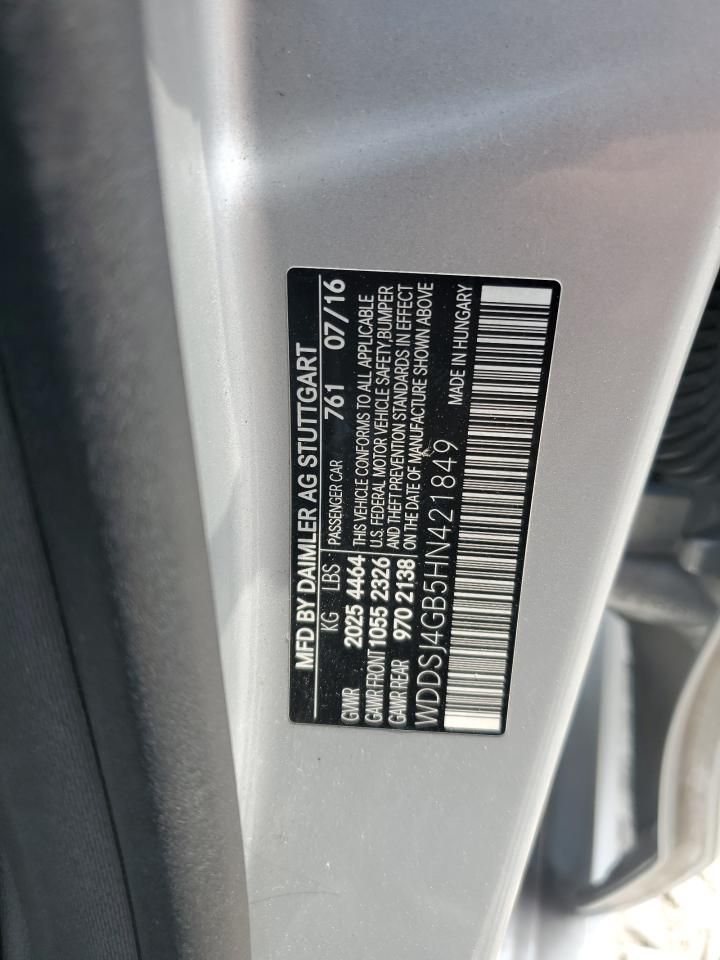 MFD BY DAIMLER AG STUTTGART
KG LBS PASSENGER CAR 761 07/16
GVWR 2025 4464
GAWR FRONT 1055 2326
GAWR REAR 970 2138
THIS VEHICLE CONFORMS TO ALL APPLICABLE
U.S. FEDERAL MOTOR VEHICLE SAFETY, BUMPER
AND THEFT PREVENTION STANDARDS IN EFFECT
ON THE DATE OF MANUFACTURE SHOWN ABOVE
WDDSJ4GB5HN421849 MADE IN HUNGARY